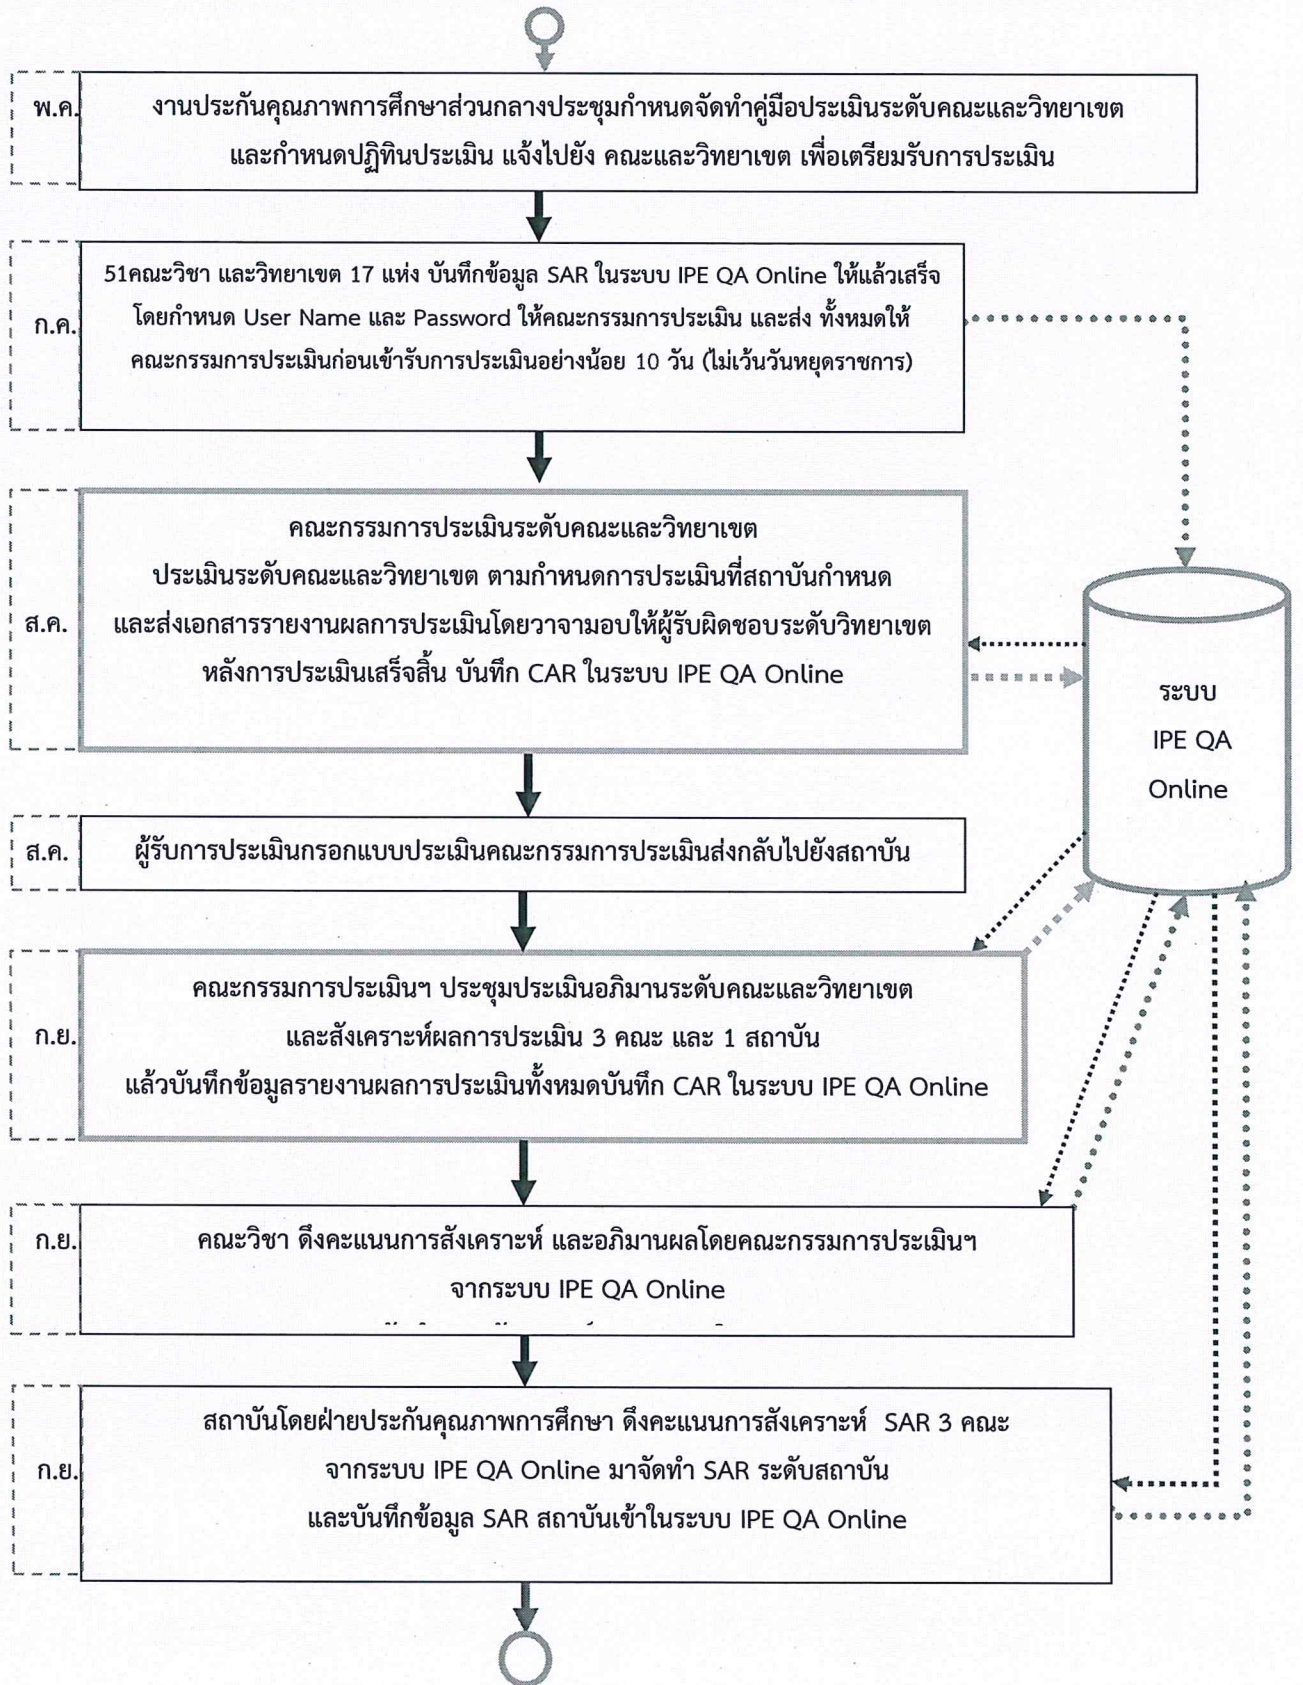 พ.ค.
งานประกันคุณภาพการศึกษาส่วนกลางประชุมกำหนดจัดทำคู่มือประเมินระดับคณะและวิทยาเขต
และกำหนดปฏิทินประเมิน แจ้งไปยัง คณะและวิทยาเขต เพื่อเตรียมรับการประเมิน
ก.ค.
51คณะวิชา และวิทยาเขต 17 แห่ง บันทึกข้อมูล SAR ในระบบ IPE QA Online ให้แล้วเสร็จ
โดยกำหนด User Name และ Password ให้คณะกรรมการประเมิน และส่ง ทั้งหมดให้
คณะกรรมการประเมินก่อนเข้ารับการประเมินอย่างน้อย 10 วัน (ไม่เว้นวันหยุดราชการ)
ส.ค.
คณะกรรมการประเมินระดับคณะและวิทยาเขต
ประเมินระดับคณะและวิทยาเขต ตามกำหนดการประเมินที่สถาบันกำหนด
และส่งเอกสารรายงานผลการประเมินโดยวาจามอบให้ผู้รับผิดชอบระดับวิทยาเขต
หลังการประเมินเสร็จสิ้น บันทึก CAR ในระบบ IPE QA Online
ระบบ
IPE QA
Online
ส.ค.
ผู้รับการประเมินกรอกแบบประเมินคณะกรรมการประเมินส่งกลับไปยังสถาบัน
ก.ย.
คณะกรรมการประเมินฯ ประชุมประเมินอภิมานระดับคณะและวิทยาเขต
และสังเคราะห์ผลการประเมิน 3 คณะ และ 1 สถาบัน
แล้วบันทึกข้อมูลรายงานผลการประเมินทั้งหมดบันทึก CAR ในระบบ IPE QA Online
ก.ย.
คณะวิชา ดึงคะแนนการสังเคราะห์ และอภิมานผลโดยคณะกรรมการประเมินฯ
จากระบบ IPE QA Online
ก.ย.
สถาบันโดยฝ่ายประกันคุณภาพการศึกษา ดึงคะแนนการสังเคราะห์ SAR 3 คณะ
จากระบบ IPE QA Online มาจัดทำ SAR ระดับสถาบัน
และบันทึกข้อมูล SAR สถาบันเข้าในระบบ IPE QA Online